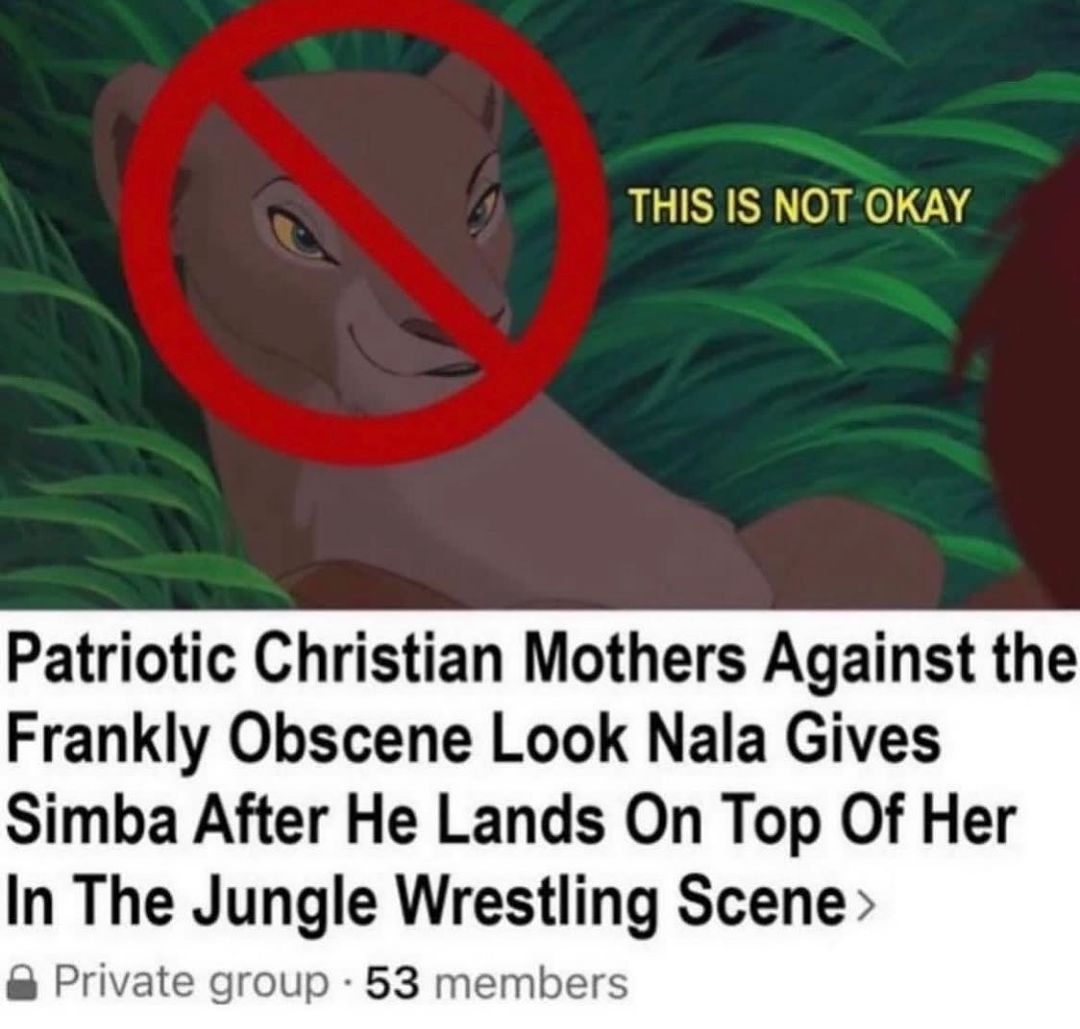 THIS IS NOT OKAY
Patriotic Christian Mothers Against the
Frankly Obscene Look Nala Gives
Simba After He Lands On Top Of Her
In The Jungle Wrestling Scene >
Private group · 53 members